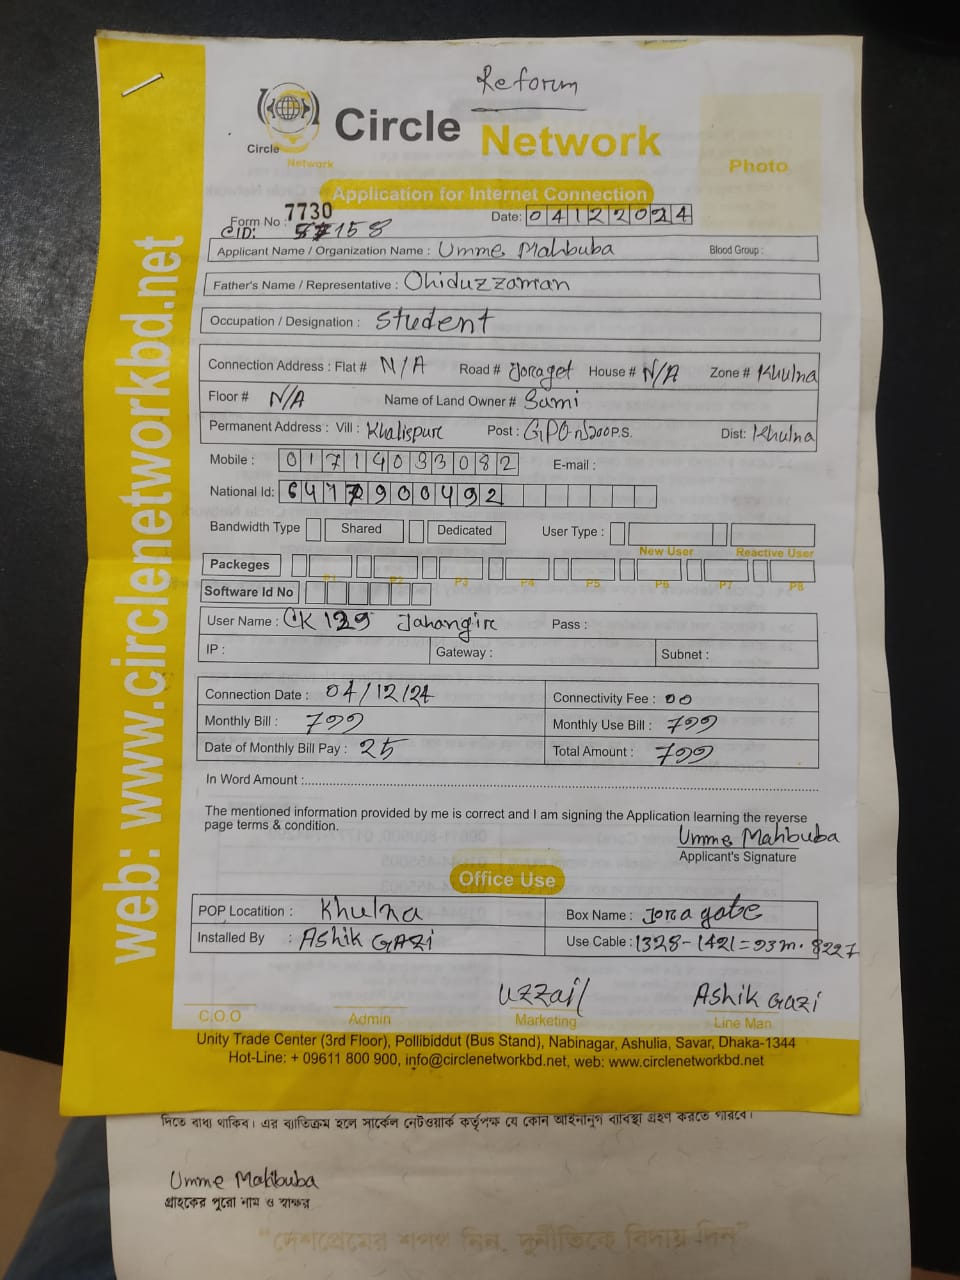 Reform
Circle Network
Circle
Network
Photo
Application for Internet Connection
Form No : 7730
Date: 04122024
CID: 158
Applicant Name / Organization Name : Umme Mahbuba Blood Group :
Father's Name / Representative : Ohiduzzaman
Occupation / Designation : Student
Connection Address : Flat # N/A Road # Joraget House # N/A Zone # Khulna
Floor # N/A Name of Land Owner # Sami
Permanent Address : Vill : Khalispur Post : P.S. Dist: Khulna
Mobile : 01714033082 E-mail :
National Id: 6417900492
Bandwidth Type Shared Dedicated User Type :
New User Reactive User
Packeges
P1 P2 P3 P4 P5 P6 P7 P8
Software Id No
User Name : CK129 Jahangir Pass :
IP : Gateway : Subnet :
Connection Date : 04/12/24 Connectivity Fee : 00
Monthly Bill : 799 Monthly Use Bill : 799
Date of Monthly Bill Pay : 25 Total Amount : 799
In Word Amount :
The mentioned information provided by me is correct and I am signing the Application learning the reverse
page terms & condition.
Umme Mahbuba
Applicant's Signature
Office Use
POP Locatition : Khulna Box Name : Jora gate
Installed By : Ashik GAZi Use Cable : 1328-1421=93m. 8227
Uzzail Ashik Gazi
C.O.O Admin Marketing Line Man
Unity Trade Center (3rd Floor), Pollibiddut (Bus Stand), Nabinagar, Ashulia, Savar, Dhaka-1344
Hot-Line: + 09611 800 900, info@circlenetworkbd.net, web: www.circlenetworkbd.net
web: www.circlenetworkbd.net
দিতে বাধ্য থাকিব। এর ব্যতিক্রম হলে সার্কেল নেটওয়ার্ক কর্তৃপক্ষ যে কোন আইনানুগ ব্যবস্থা গ্রহণ করতে পারবে।
Umme Mahbuba
গ্রাহকের পুরো নাম ও স্বাক্ষর
"দেশপ্রেমের শপথ নিন, দুর্নীতিকে বিদায় দিন"